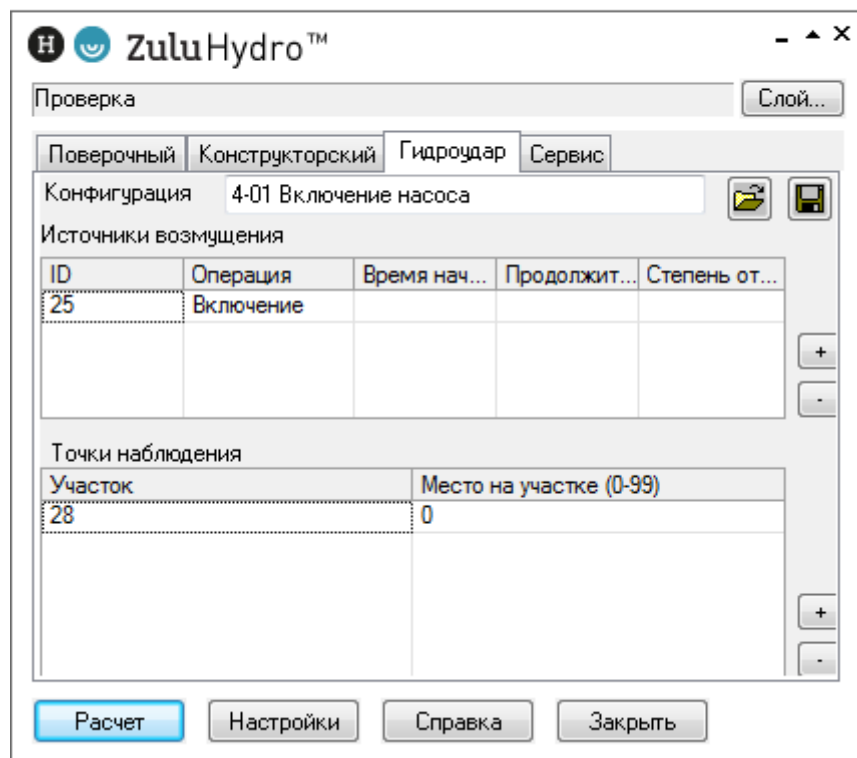 H ZuluHydro™
Проверка Слой...
Поверочный Конструкторский Гидроудар Сервис
Конфигурация 4-01 Включение насоса
Источники возмущения
ID Операция Время нач... Продолжит... Степень от...
25 Включение
+
-
Точки наблюдения
Участок Место на участке (0-99)
28 0
+
-
Расчет Настройки Справка Закрыть